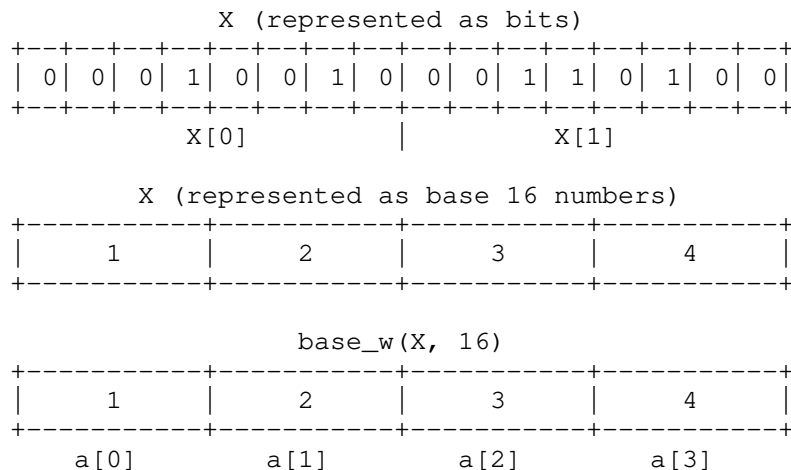 X (represented as bits)
+--+--+--+--+--+--+--+--+--+--+--+--+--+--+--+--+
| 0| 0| 0| 1| 0| 0| 1| 0| 0| 0| 1| 1| 0| 1| 0| 0|
+--+--+--+--+--+--+--+--+--+--+--+--+--+--+--+--+
X[0] | X[1]
X (represented as base 16 numbers)
+-----------+-----------+-----------+-----------+
| 1 | 2 | 3 | 4 |
+-----------+-----------+-----------+-----------+
base_w(X, 16)
+-----------+-----------+-----------+-----------+
| 1 | 2 | 3 | 4 |
+-----------+-----------+-----------+-----------+
a[0] a[1] a[2] a[3]